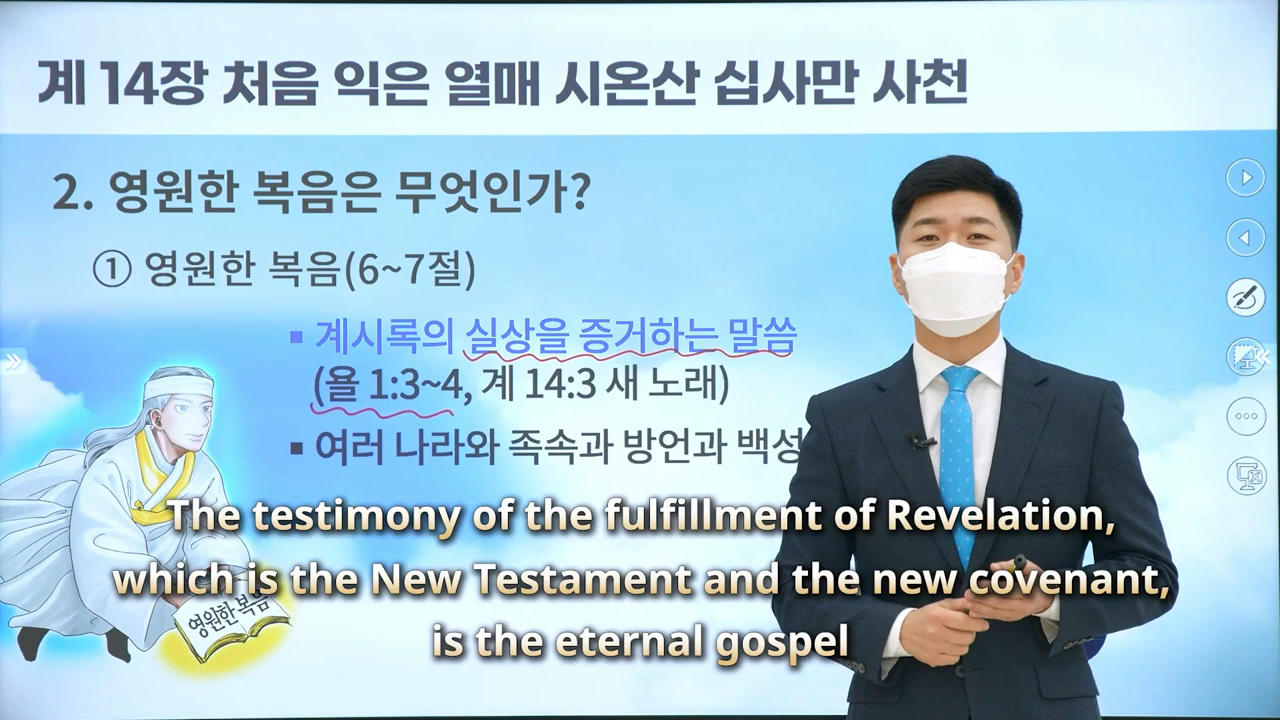 계 14장 처음 익은 열매 시온산 십사만 사천
2. 영원한 복음은 무엇인가?
① 영원한 복음(6~7절)
▪ 계시록의 실상을 증거하는 말씀
(욜 1:3~4, 계 14:3 새 노래)
▪ 여러 나라와 족속과 방언과 백성
영원한 복음
The testimony of the fulfillment of Revelation,
which is the New Testament and the new covenant,
is the eternal gospel